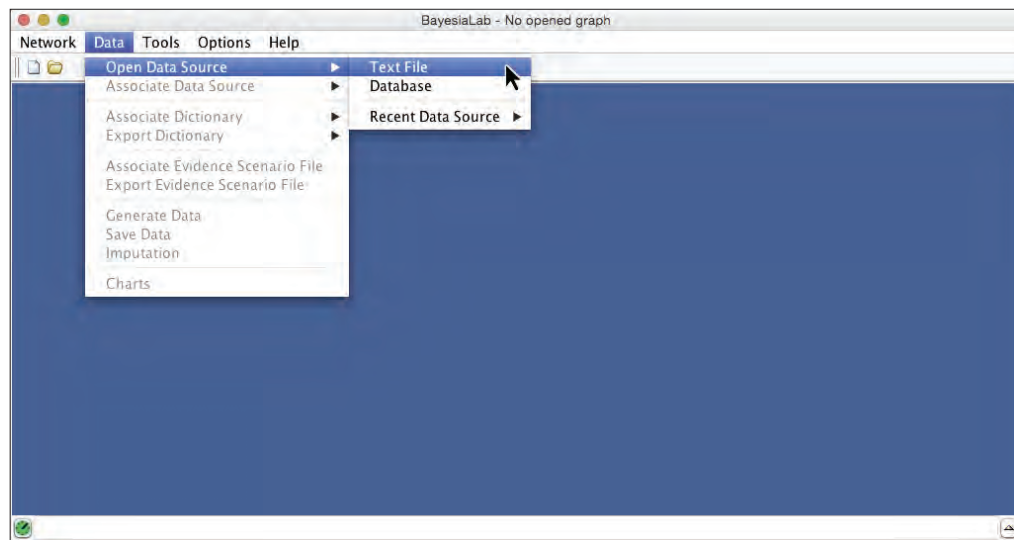 BayesiaLab - No opened graph
Network Data Tools Options Help
Open Data Source
Text File
Associate Data Source
Database
Associate Dictionary
Recent Data Source
Export Dictionary
Associate Evidence Scenario File
Export Evidence Scenario File
Generate Data
Save Data
Imputation
Charts